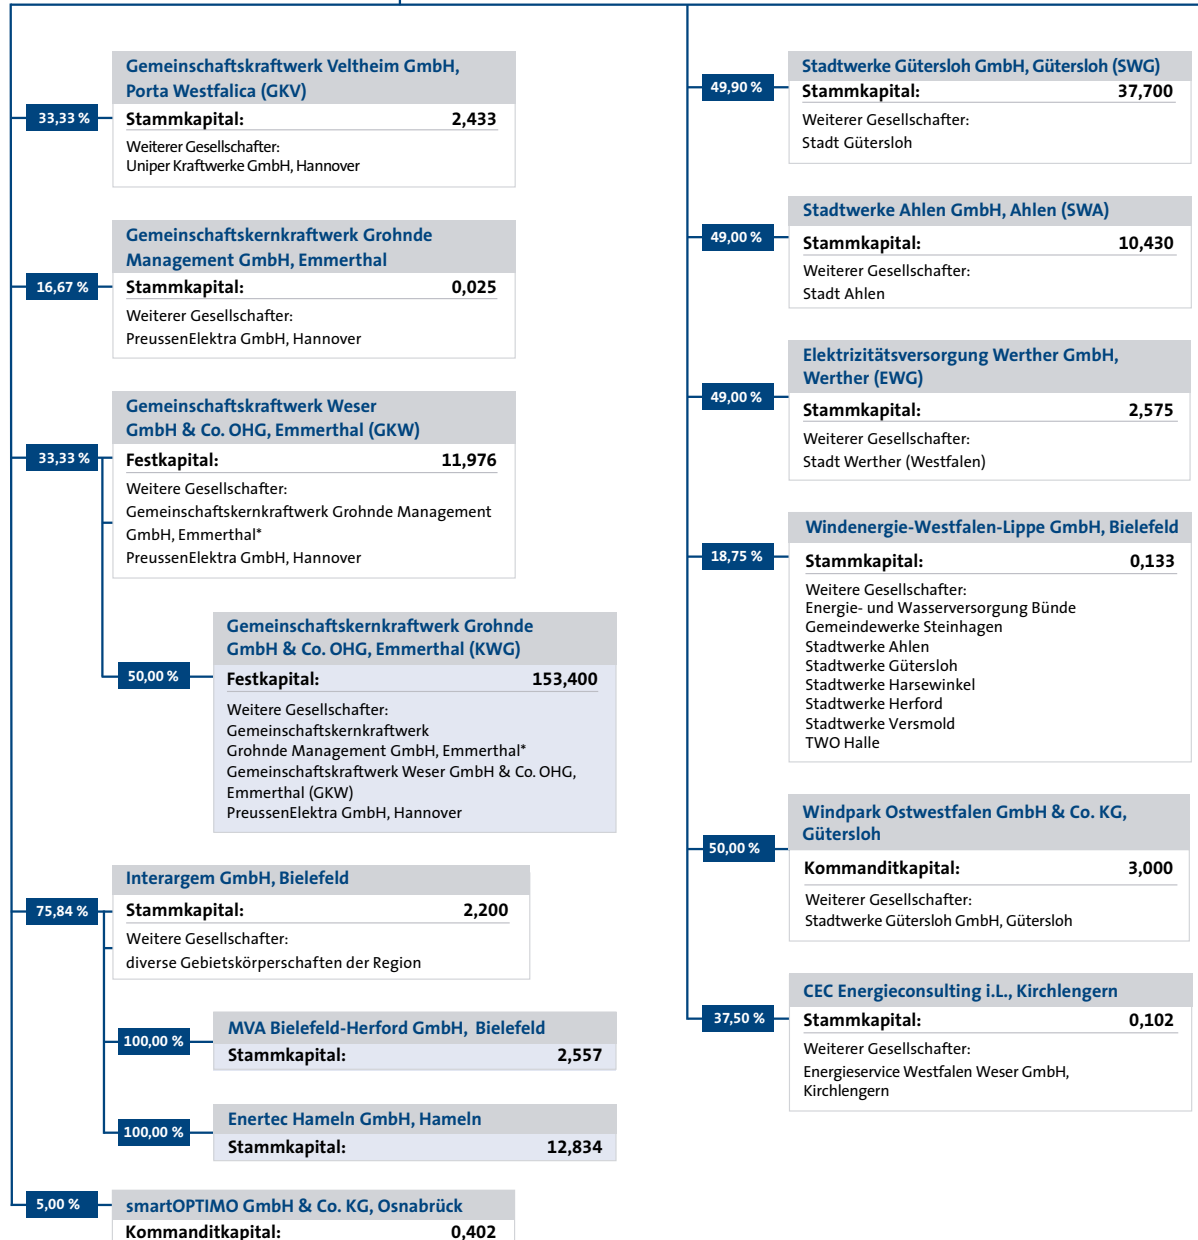 33,33 %
Gemeinschaftskraftwerk Veltheim GmbH,
Porta Westfalica (GKV)
Stammkapital: 2,433
Weiterer Gesellschafter:
Uniper Kraftwerke GmbH, Hannover
16,67 %
Gemeinschaftskernkraftwerk Grohnde
Management GmbH, Emmerthal
Stammkapital: 0,025
Weiterer Gesellschafter:
PreussenElektra GmbH, Hannover
33,33 %
Gemeinschaftskraftwerk Weser
GmbH & Co. OHG, Emmerthal (GKW)
Festkapital: 11,976
Weitere Gesellschafter:
Gemeinschaftskernkraftwerk Grohnde Management
GmbH, Emmerthal*
PreussenElektra GmbH, Hannover
50,00 %
Gemeinschaftskernkraftwerk Grohnde
GmbH & Co. OHG, Emmerthal (KWG)
Festkapital: 153,400
Weitere Gesellschafter:
Gemeinschaftskernkraftwerk
Grohnde Management GmbH, Emmerthal*
Gemeinschaftskraftwerk Weser GmbH & Co. OHG,
Emmerthal (GKW)
PreussenElektra GmbH, Hannover
75,84 %
Interargem GmbH, Bielefeld
Stammkapital: 2,200
Weitere Gesellschafter:
diverse Gebietskörperschaften der Region
100,00 %
MVA Bielefeld-Herford GmbH, Bielefeld
Stammkapital: 2,557
100,00 %
Enertec Hameln GmbH, Hameln
Stammkapital: 12,834
5,00 %
smartOPTIMO GmbH & Co. KG, Osnabrück
Kommanditkapital: 0,402
49,90 %
Stadtwerke Gütersloh GmbH, Gütersloh (SWG)
Stammkapital: 37,700
Weiterer Gesellschafter:
Stadt Gütersloh
49,00 %
Stadtwerke Ahlen GmbH, Ahlen (SWA)
Stammkapital: 10,430
Weiterer Gesellschafter:
Stadt Ahlen
49,00 %
Elektrizitätsversorgung Werther GmbH,
Werther (EWG)
Stammkapital: 2,575
Weiterer Gesellschafter:
Stadt Werther (Westfalen)
18,75 %
Windenergie-Westfalen-Lippe GmbH, Bielefeld
Stammkapital: 0,133
Weitere Gesellschafter:
Energie- und Wasserversorgung Bünde
Gemeindewerke Steinhagen
Stadtwerke Ahlen
Stadtwerke Gütersloh
Stadtwerke Harsewinkel
Stadtwerke Herford
Stadtwerke Versmold
TWO Halle
50,00 %
Windpark Ostwestfalen GmbH & Co. KG,
Gütersloh
Kommanditkapital: 3,000
Weiterer Gesellschafter:
Stadtwerke Gütersloh GmbH, Gütersloh
37,50 %
CEC Energieconsulting i.L., Kirchlengern
Stammkapital: 0,102
Weiterer Gesellschafter:
Energieservice Westfalen Weser GmbH,
Kirchlengern